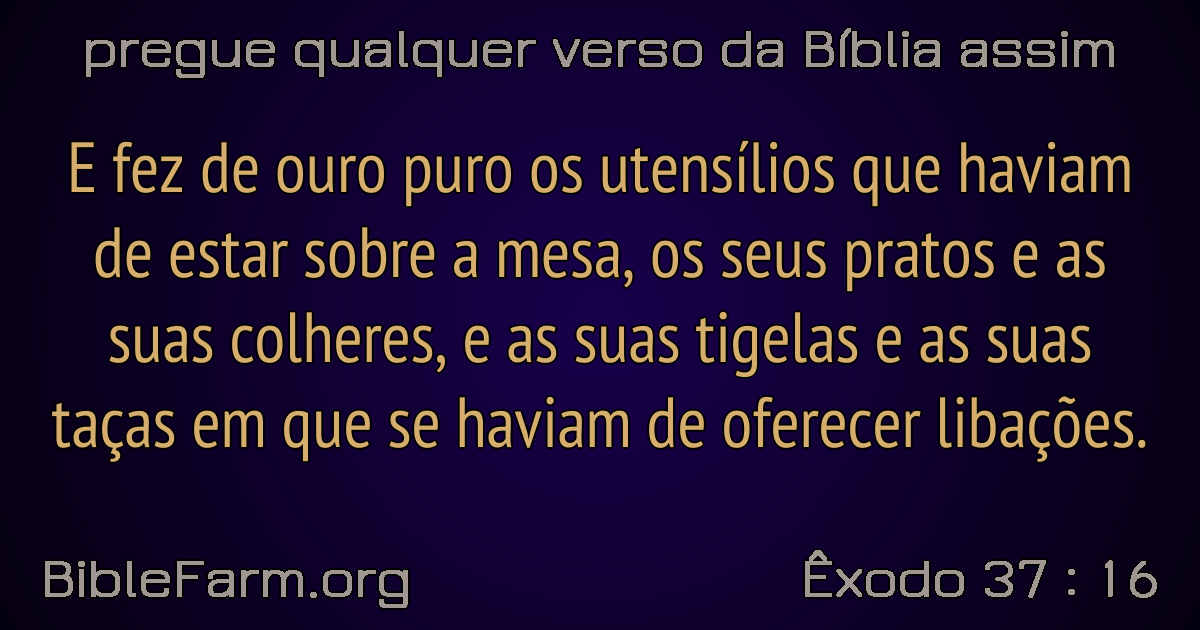 pregue qualquer verso da Bíblia assim
E fez de ouro puro os utensílios que haviam
de estar sobre a mesa, os seus pratos e as
suas colheres, e as suas tigelas e as suas
taças em que se haviam de oferecer libações.
BibleFarm.org
Êxodo 37 : 16